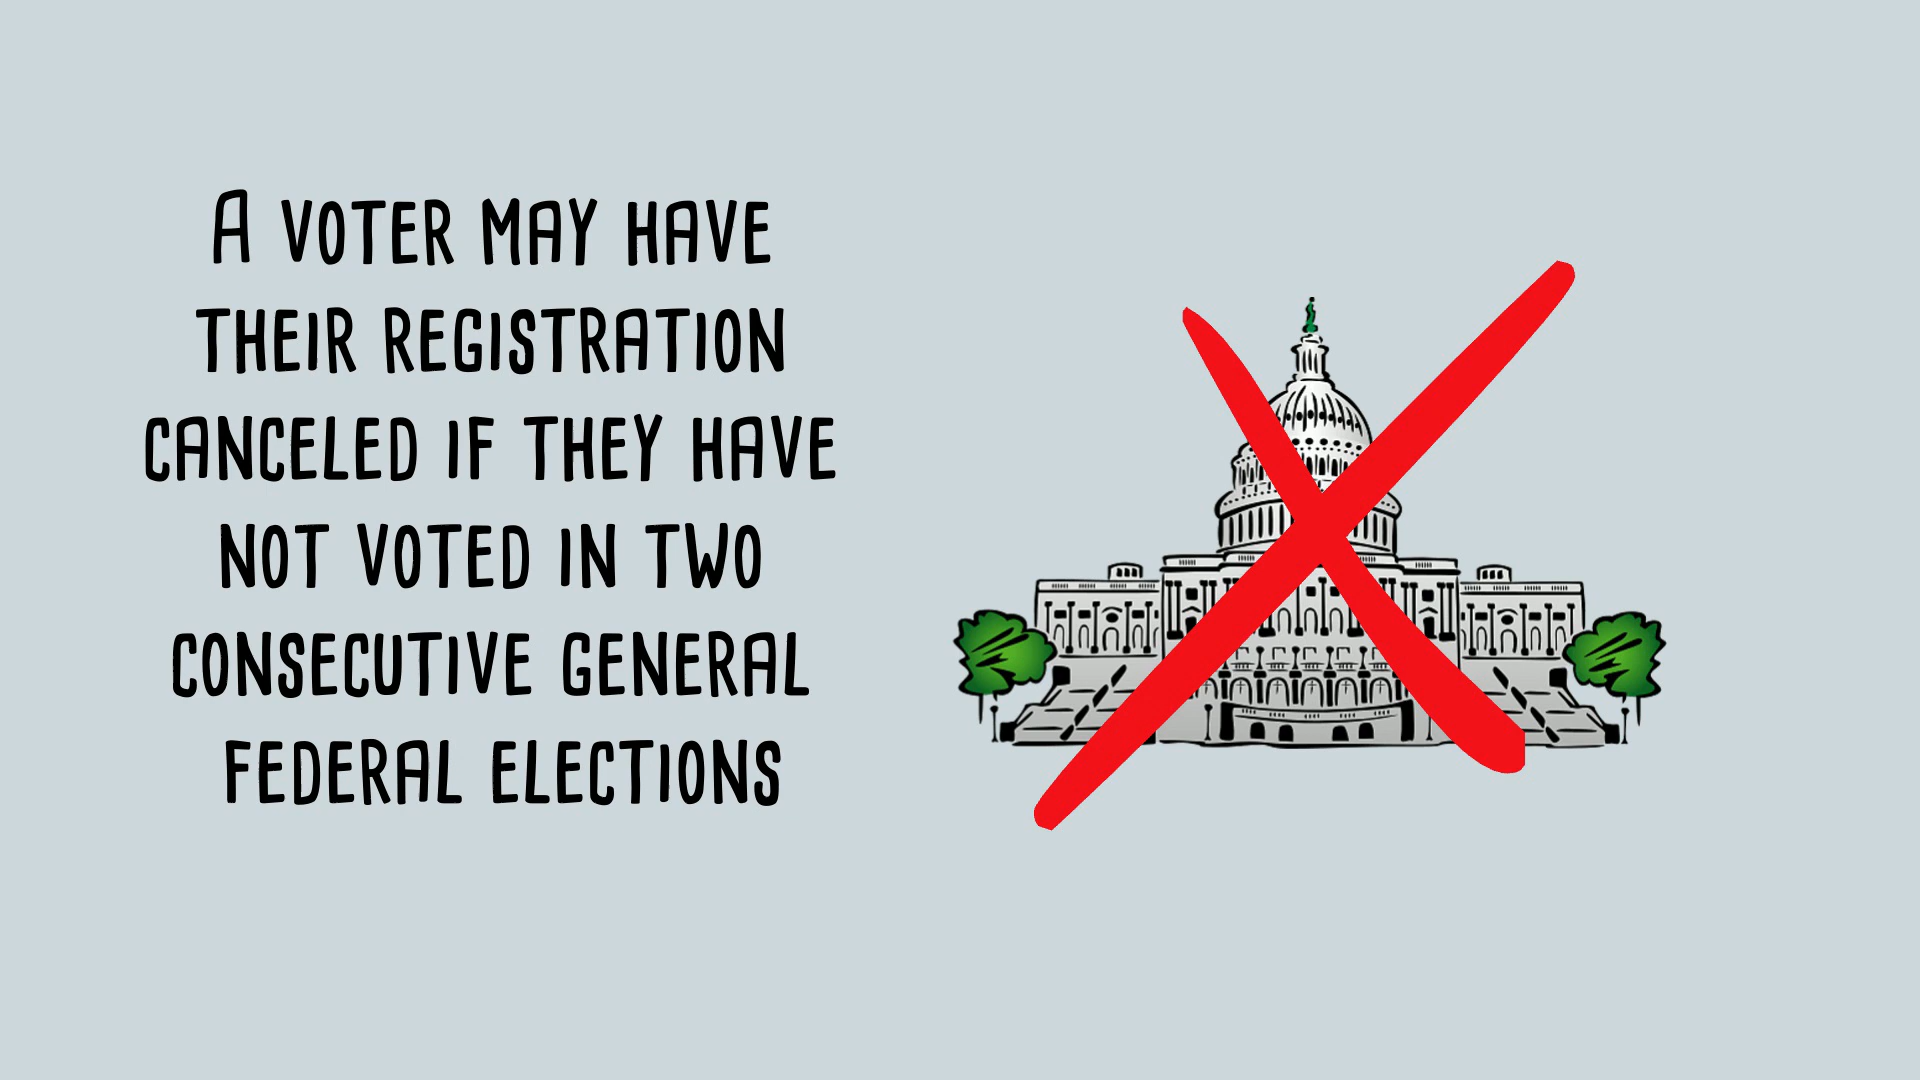 A VOTER MAY HAVE
THEIR REGISTRATION
CANCELED IF THEY HAVE
NOT VOTED IN TWO
CONSECUTIVE GENERAL
FEDERAL ELECTIONS